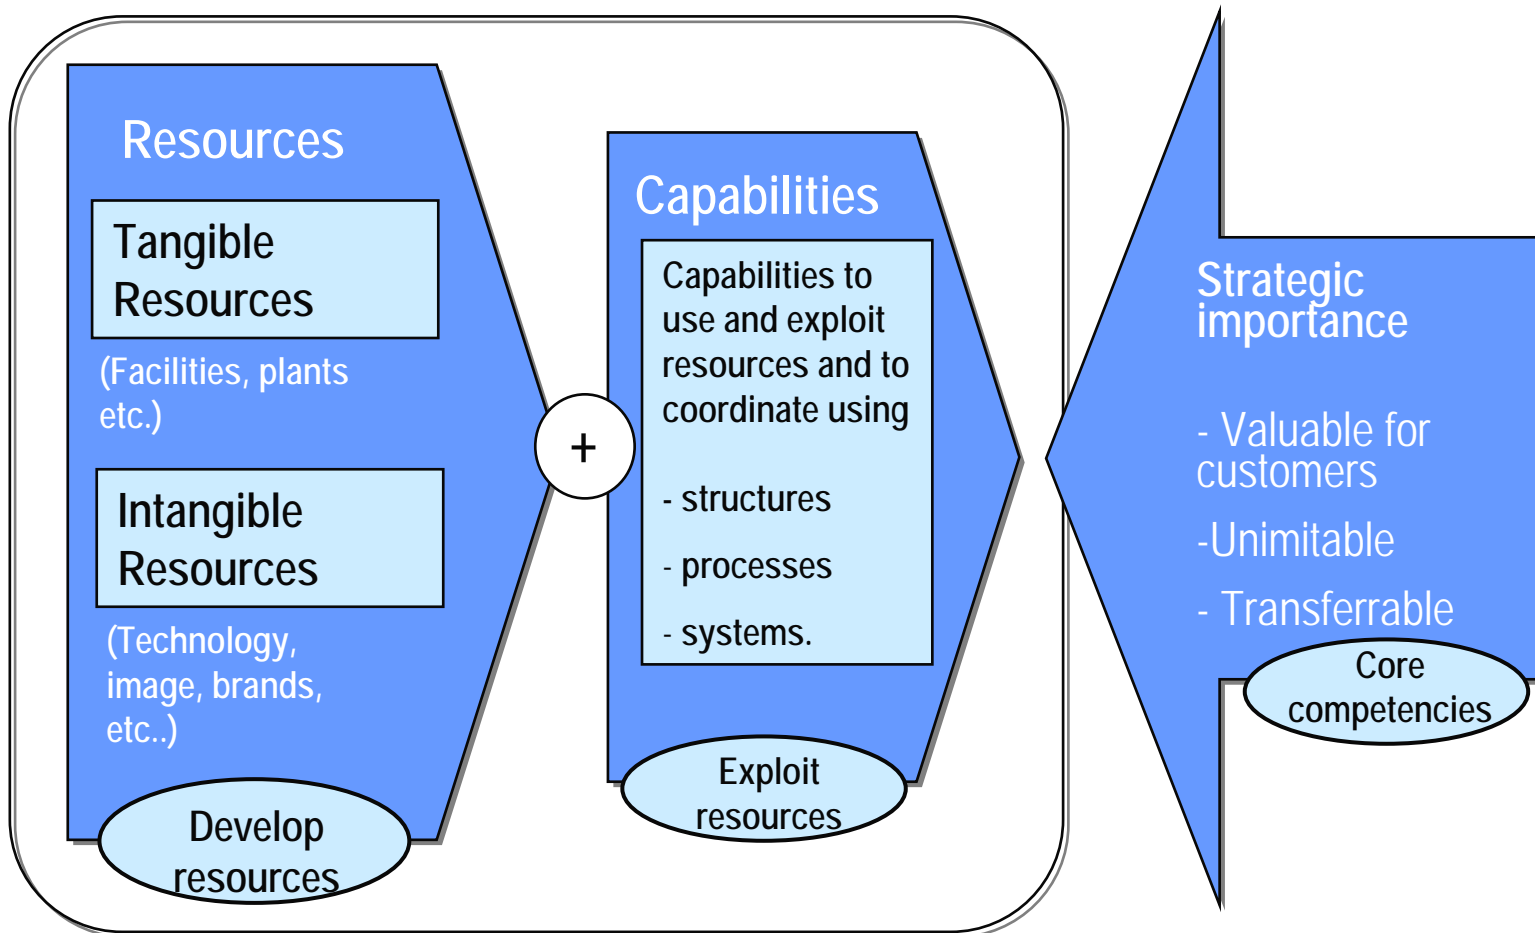 Resources
Tangible
Resources
(Facilities, plants
etc.)
Intangible
Resources
(Technology,
image, brands,
etc..)
Develop
resources
+
Capabilities
Capabilities to
use and exploit
resources and to
coordinate using
- structures
- processes
- systems.
Exploit
resources
Strategic
importance
- Valuable for
customers
-Unimitable
- Transferrable
Core
competencies